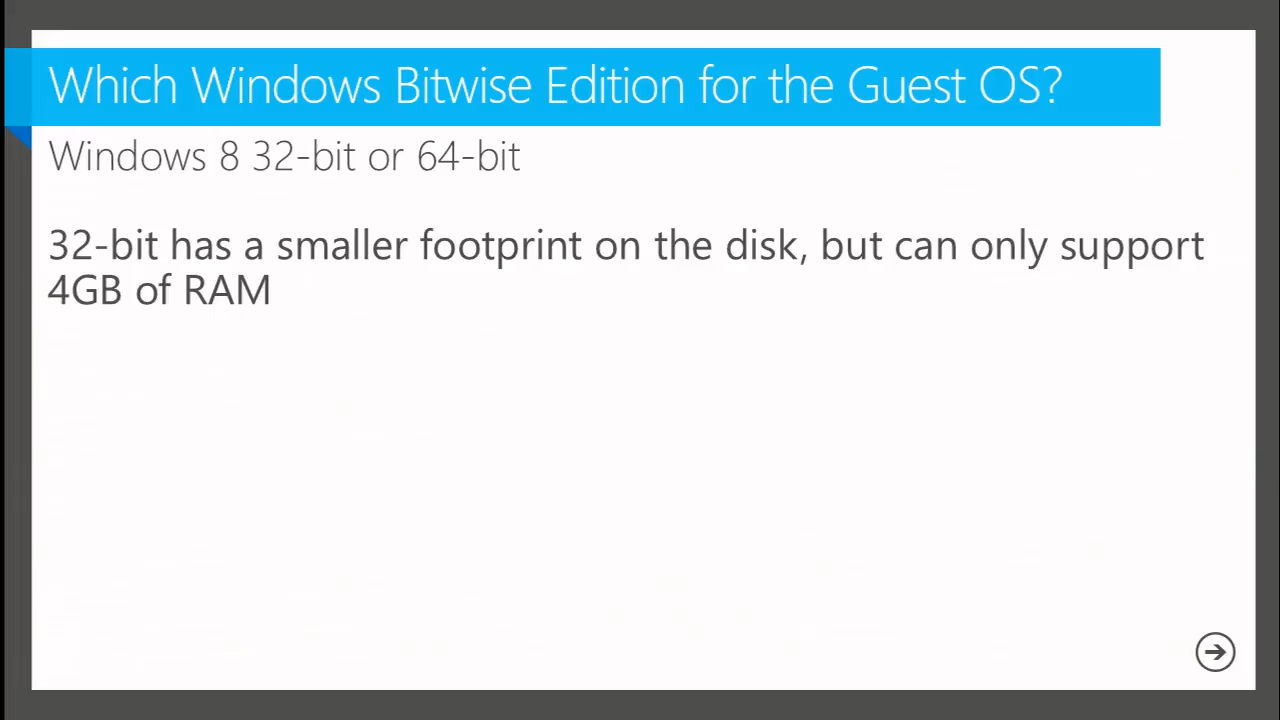 Which Windows Bitwise Edition for the Guest OS?
Windows 8 32-bit or 64-bit
32-bit has a smaller footprint on the disk, but can only support
4GB of RAM